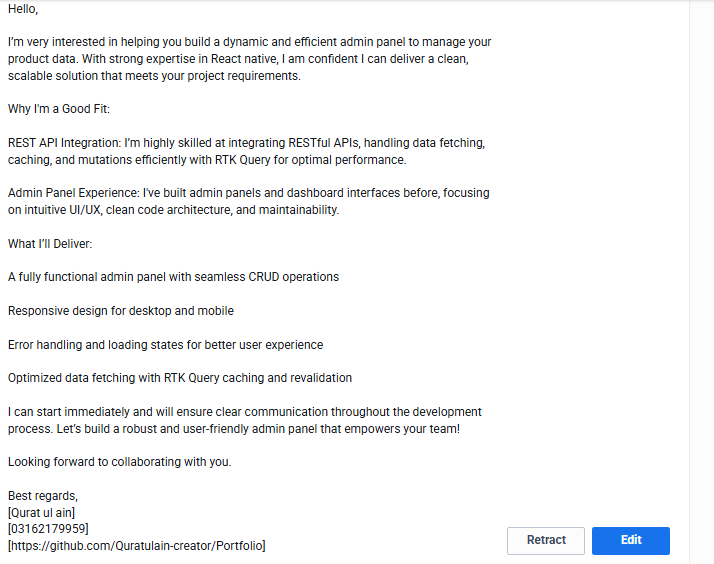 Hello,
I'm very interested in helping you build a dynamic and efficient admin panel to manage your
product data. With strong expertise in React native, I am confident I can deliver a clean,
scalable solution that meets your project requirements.
Why I'm a Good Fit:
REST API Integration: I'm highly skilled at integrating RESTful APIs, handling data fetching,
caching, and mutations efficiently with RTK Query for optimal performance.
Admin Panel Experience: I've built admin panels and dashboard interfaces before, focusing
on intuitive UI/UX, clean code architecture, and maintainability.
What I'll Deliver:
A fully functional admin panel with seamless CRUD operations
Responsive design for desktop and mobile
Error handling and loading states for better user experience
Optimized data fetching with RTK Query caching and revalidation
I can start immediately and will ensure clear communication throughout the development
process. Let's build a robust and user-friendly admin panel that empowers your team!
Looking forward to collaborating with you.
Best regards,
[Qurat ul ain]
[03162179959]
[https://github.com/Quratulain-creator/Portfolio]
Retract
Edit